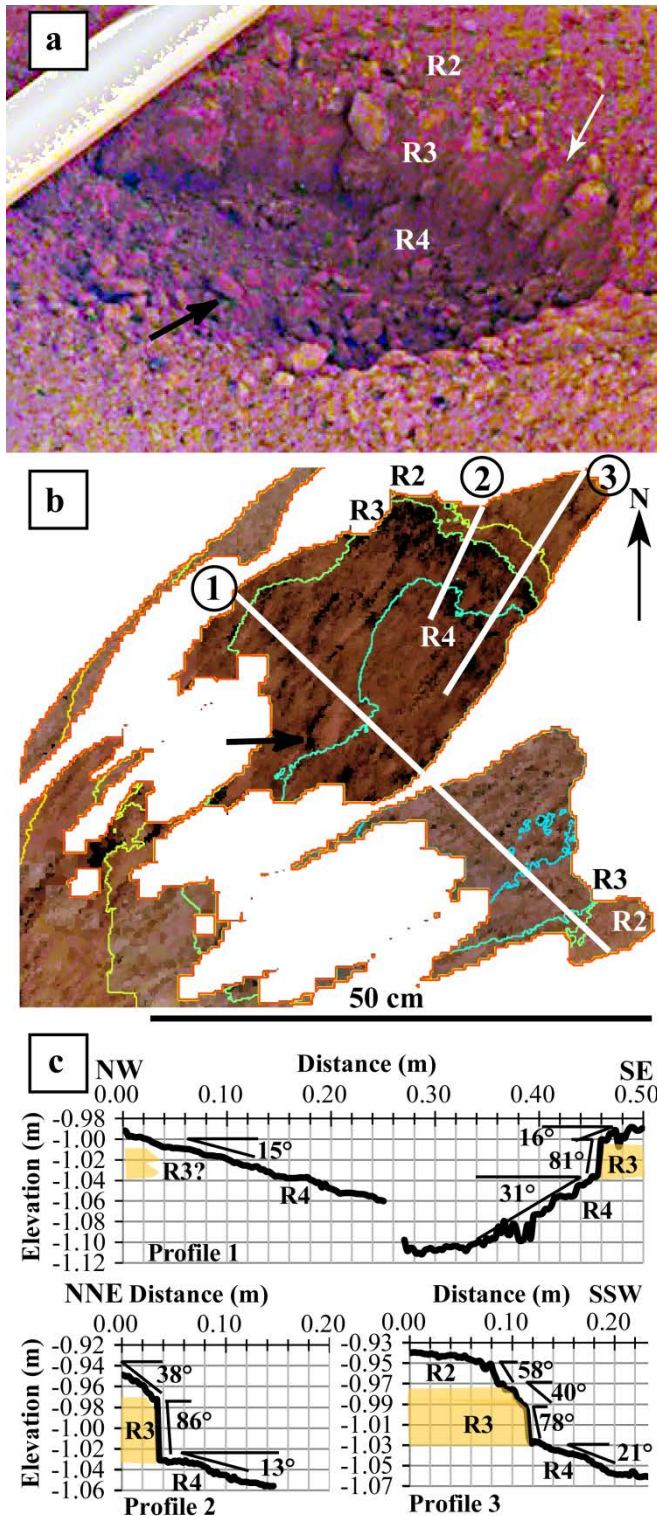 a
R2
R3
R4
b
R2
2
3
N
R3
1
R4
R3
R2
50 cm
c
NW Distance (m) SE
0.00 0.10 0.20 0.30 0.40 0.50
Elevation (m)
-0.98
-1.00
-1.02
-1.04
-1.06
-1.08
-1.10
-1.12
15°
R3?
R4
16°
81°
R3
31°
R4
Profile 1
NNE Distance (m)
0.00 0.10 0.20
Elevation (m)
-0.92
-0.94
-0.96
-0.98
-1.00
-1.02
-1.04
-1.06
38°
R3
86°
13°
R4
Profile 2
Distance (m) SSW
0.00 0.10 0.20
-0.93
-0.95
-0.97
-0.99
-1.01
-1.03
-1.05
-1.07
R2
58°
40°
R3
78°
21°
R4
Profile 3